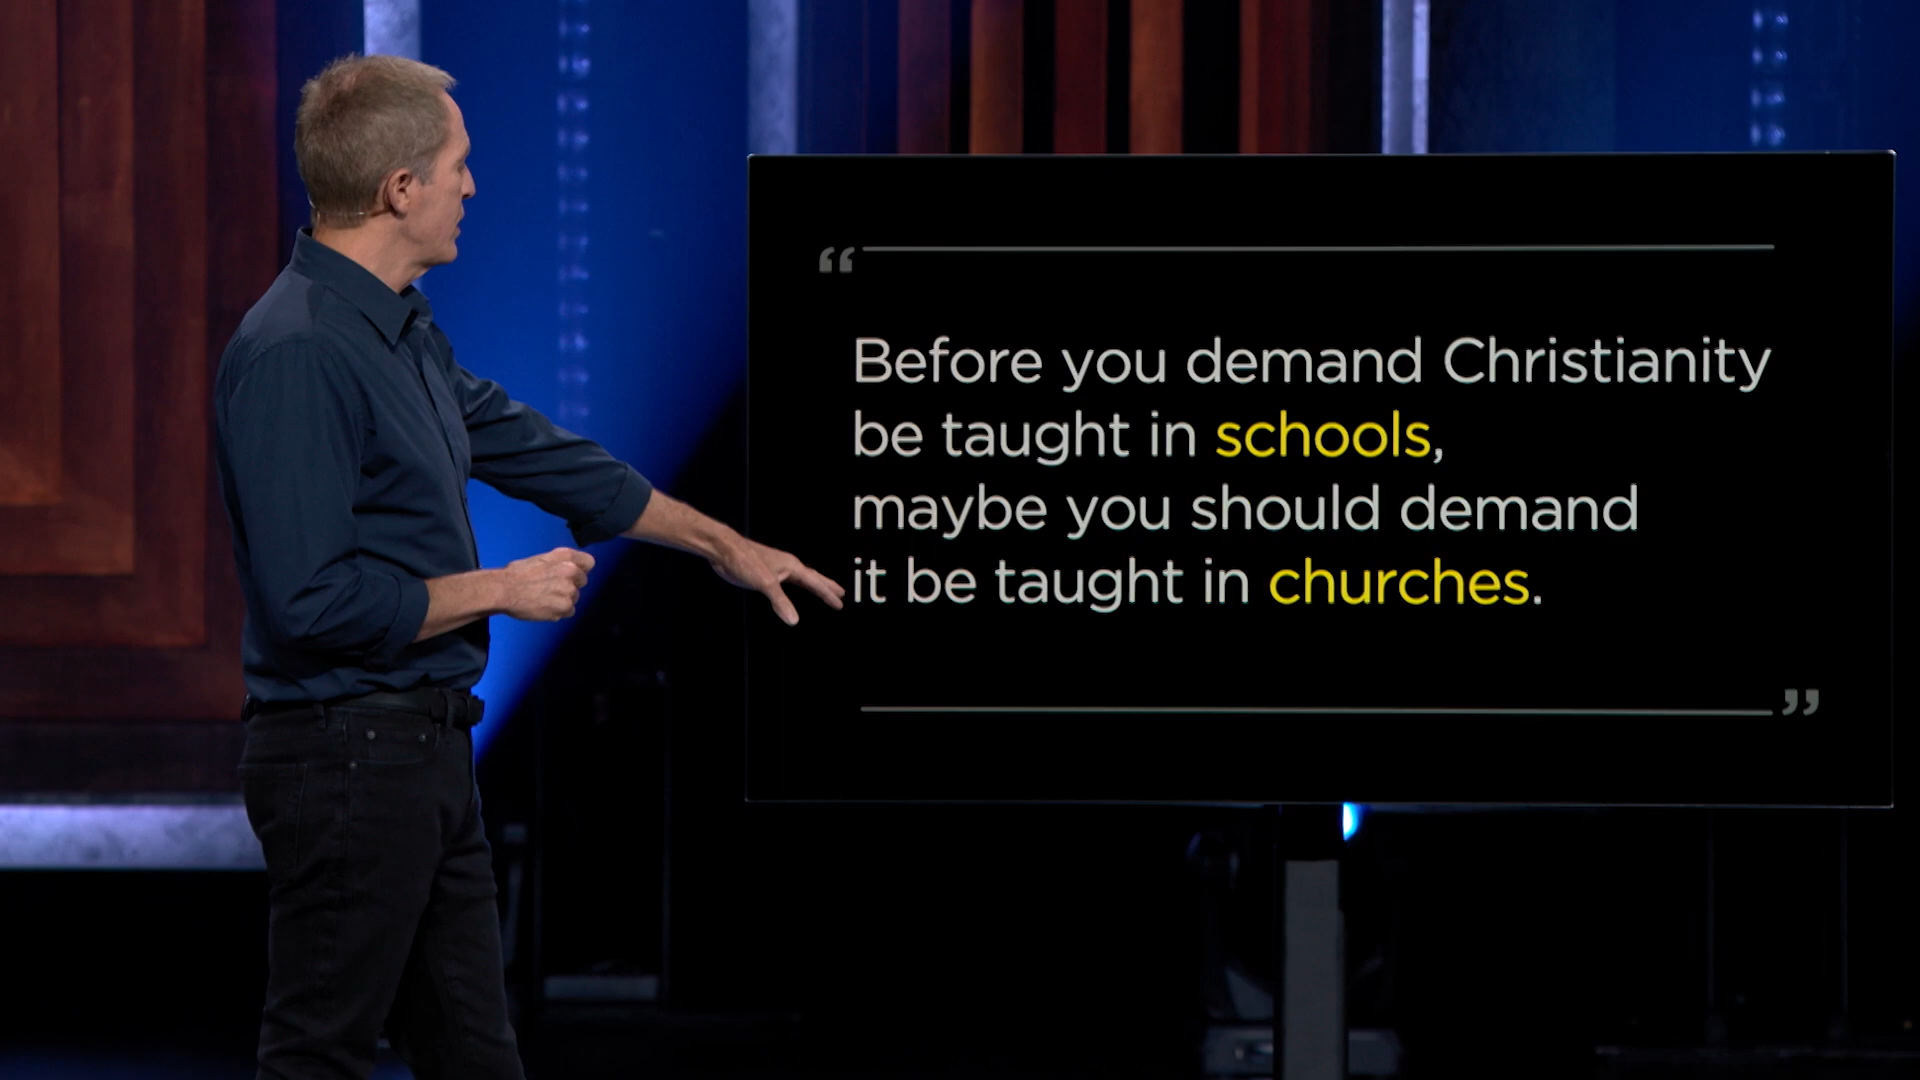 “
Before you demand Christianity
be taught in schools,
maybe you should demand
it be taught in churches.
”